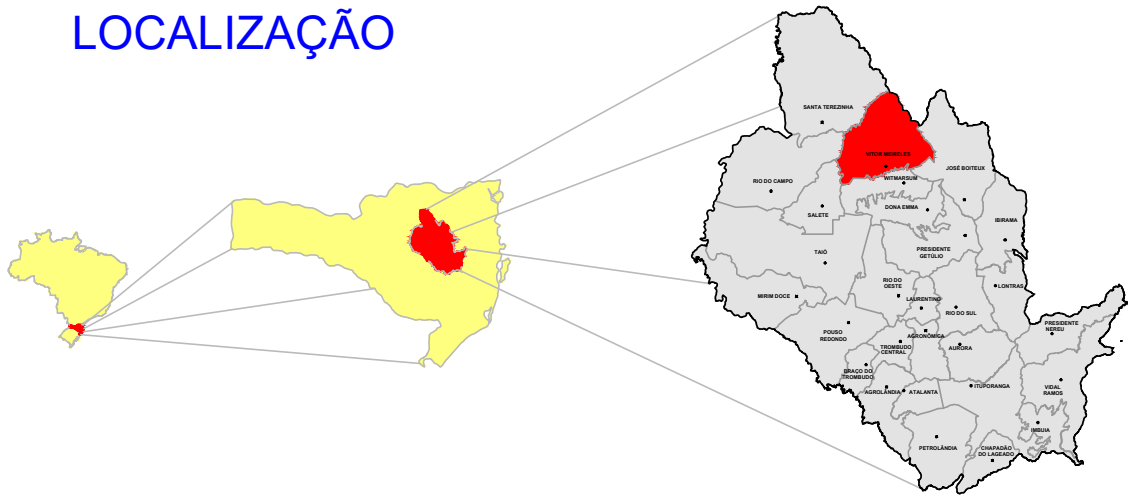 LOCALIZAÇÃO
SANTA TEREZINHA
VITOR MEIRELES
JOSÉ BOITEUX
RIO DO CAMPO
WITMARSUM
SALETE
DONA EMMA
IBIRAMA
TAIÓ
PRESIDENTE
GETÚLIO
RIO DO
OESTE
LONTRAS
MIRIM DOCE
LAURENTINO
RIO DO SUL
POUSO
REDONDO
AGRONÔMICA
PRESIDENTE
NEREU
TROMBUDO
CENTRAL
AURORA
BRAÇO DO
TROMBUDO
AGROLÂNDIA
ATALANTA
ITUPORANGA
VIDAL
RAMOS
IMBUIA
PETROLÂNDIA
CHAPADÃO
DO LAGEADO